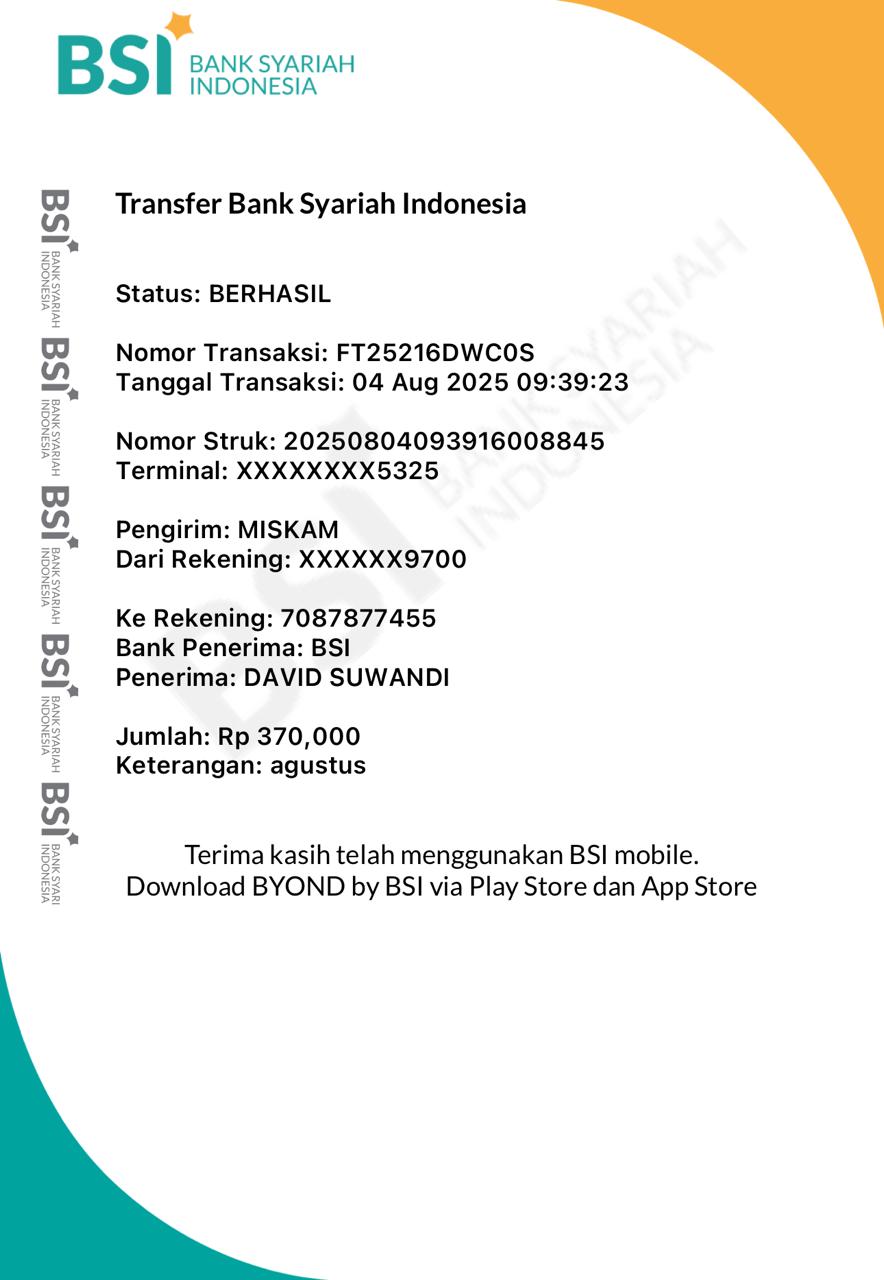 BSI BANK SYARIAH
INDONESIA
Transfer Bank Syariah Indonesia
Status: BERHASIL
Nomor Transaksi: FT25216DWC0S
Tanggal Transaksi: 04 Aug 2025 09:39:23
Nomor Struk: 20250804093916008845
Terminal: XXXXXXXX5325
Pengirim: MISKAM
Dari Rekening: XXXXXX9700
Ke Rekening: 7087877455
Bank Penerima: BSI
Penerima: DAVID SUWANDI
Jumlah: Rp 370,000
Keterangan: agustus
Terima kasih telah menggunakan BSI mobile.
Download BYOND by BSI via Play Store dan App Store
BSI BANK SYARIAH
INDONESIA
BSI BANK SYARIAH
INDONESIA
BSI BANK SYARIAH
INDONESIA
BSI BANK SYARIAH
INDONESIA
BSI BANK SYARI
INDONESIA
BSI BANK SYARIAH
INDONESIA